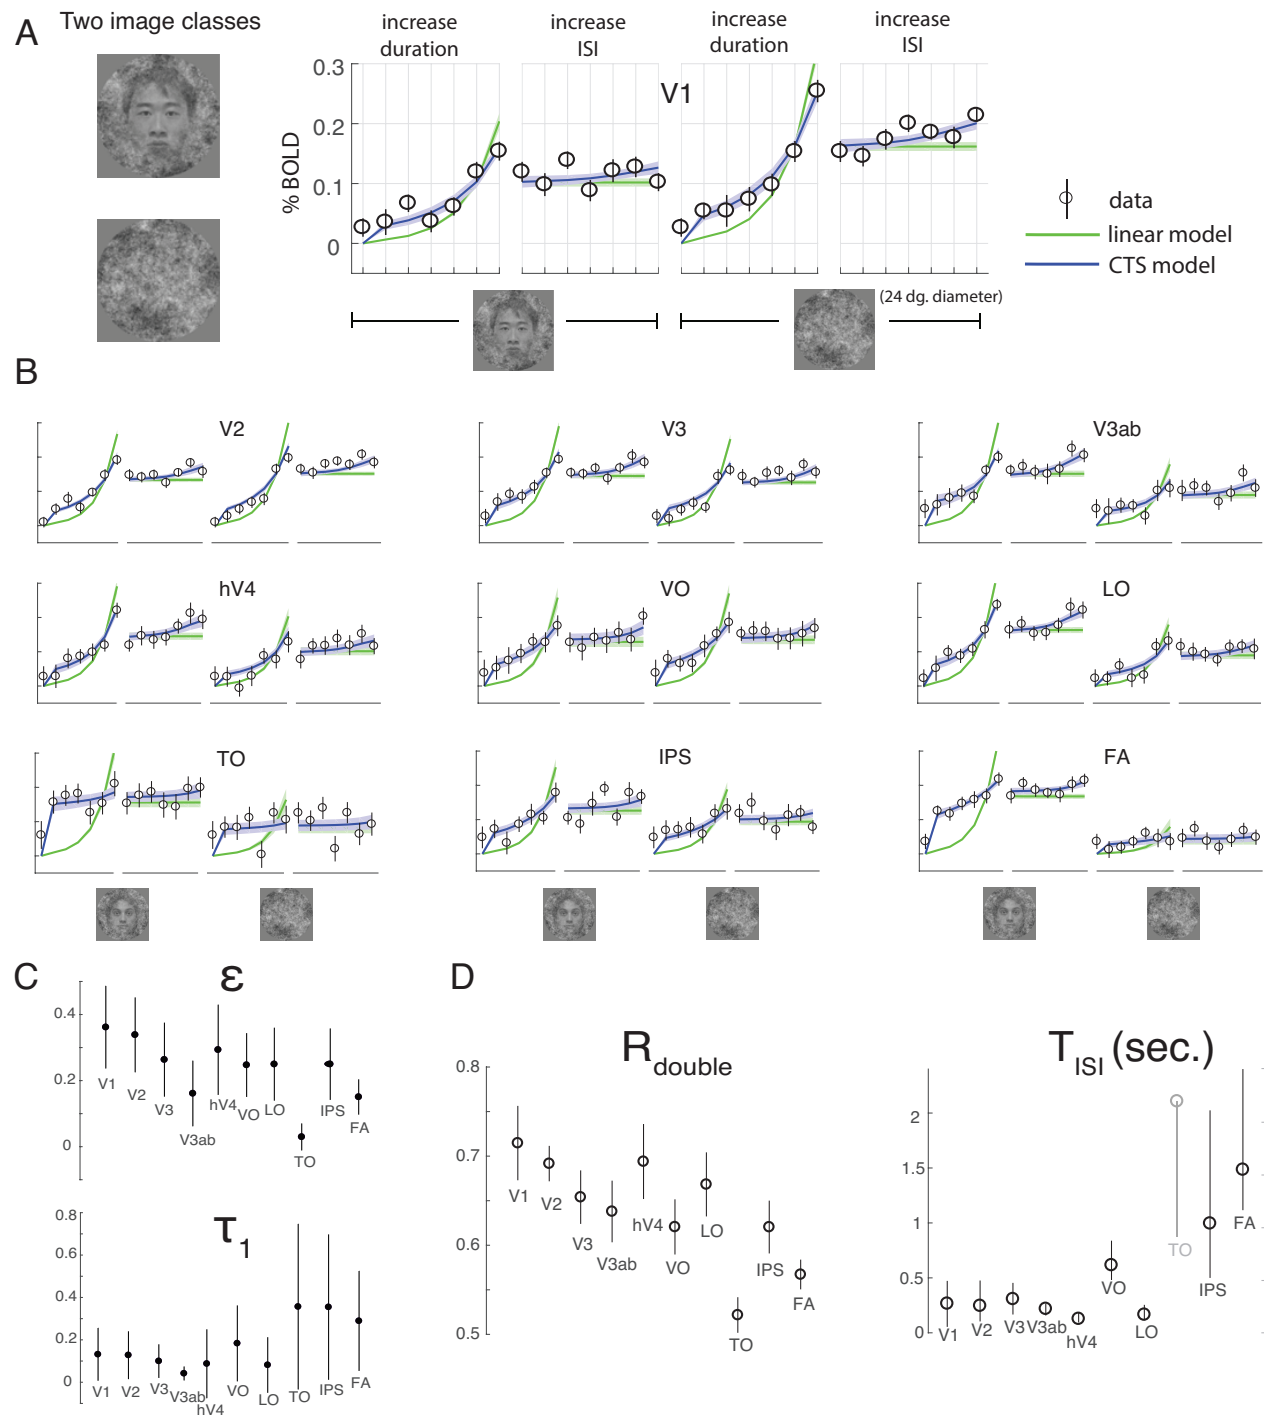 A
Two image classes
increase duration
increase ISI
increase duration
increase ISI
V1
% BOLD
0.3
0.2
0.1
0
data
linear model
CTS model
(24 dg. diameter)
B
V2
V3
V3ab
hV4
VO
LO
TO
IPS
FA
C
ε
0.4
0.2
0
V1
V2
V3
V3ab
hV4
VO
LO
TO
IPS
FA
τ1
0.8
0.6
0.4
0.2
0
V1
V2
V3
V3ab
hV4
VO
LO
TO
IPS
FA
D
Rdouble
0.8
0.7
0.6
0.5
V1
V2
V3
V3ab
hV4
VO
LO
TO
IPS
FA
TISI (sec.)
2
1.5
1
0.5
0
V1
V2
V3
V3ab
hV4
VO
LO
TO
IPS
FA